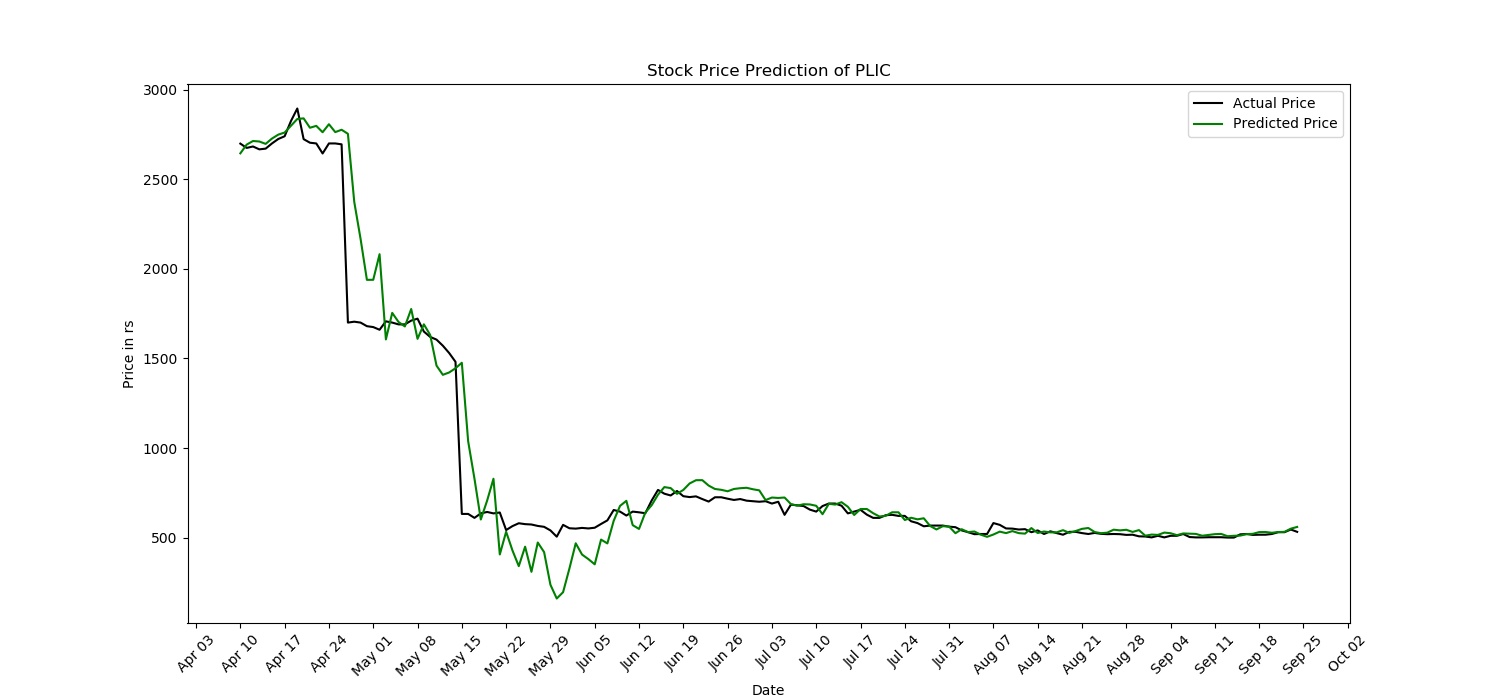 Stock Price Prediction of PLIC
Actual Price
Predicted Price
3000
2500
2000
1500
1000
500
Price in rs
Apr 03
Apr 10
Apr 17
Apr 24
May 01
May 08
May 15
May 22
May 29
Jun 05
Jun 12
Jun 19
Jun 26
Jul 03
Jul 10
Jul 17
Jul 24
Jul 31
Aug 07
Aug 14
Aug 21
Aug 28
Sep 04
Sep 11
Sep 18
Sep 25
Oct 02
Date